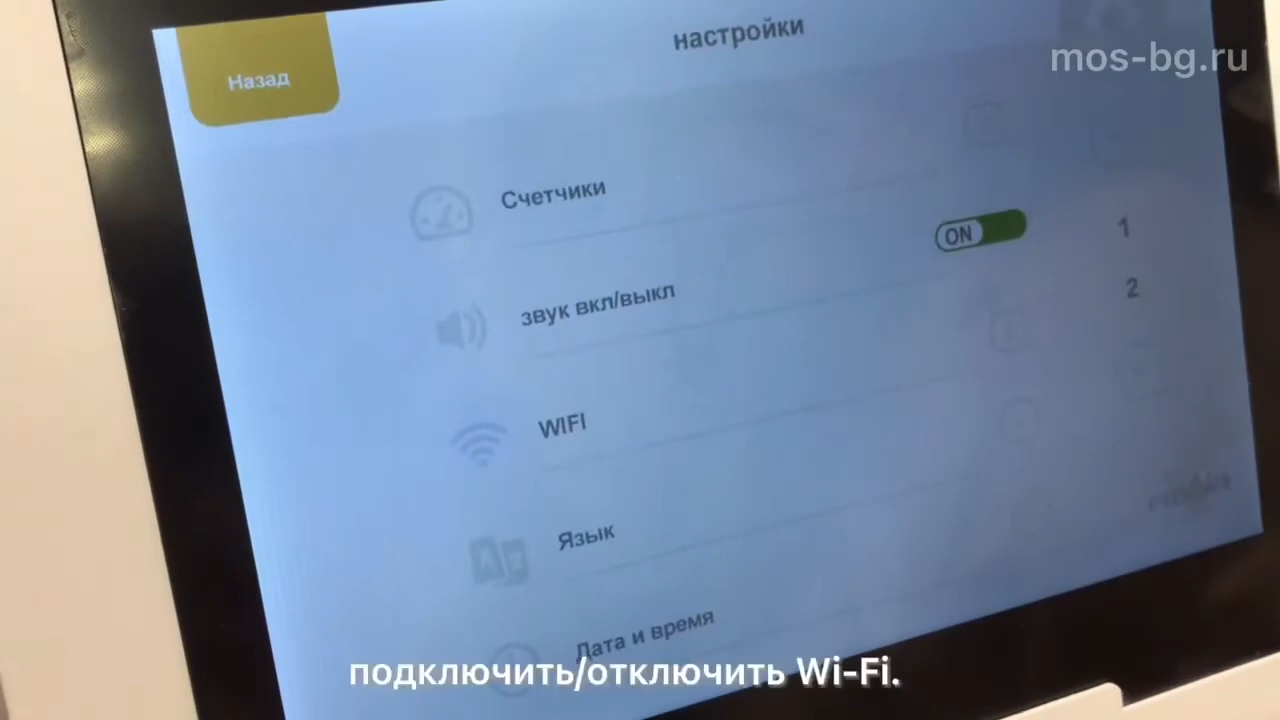 настройки
mos-bg.ru
Назад
Счетчики
ON
1
звук вкл/выкл
2
WIFI
Язык
Дата и время
подключить/отключить Wi-Fi.